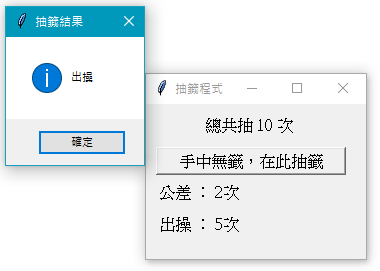 抽籤結果
出操
確定
抽籤程式
總共抽 10 次
手中無籤，在此抽籤
公差 : 2次
出操 : 5次